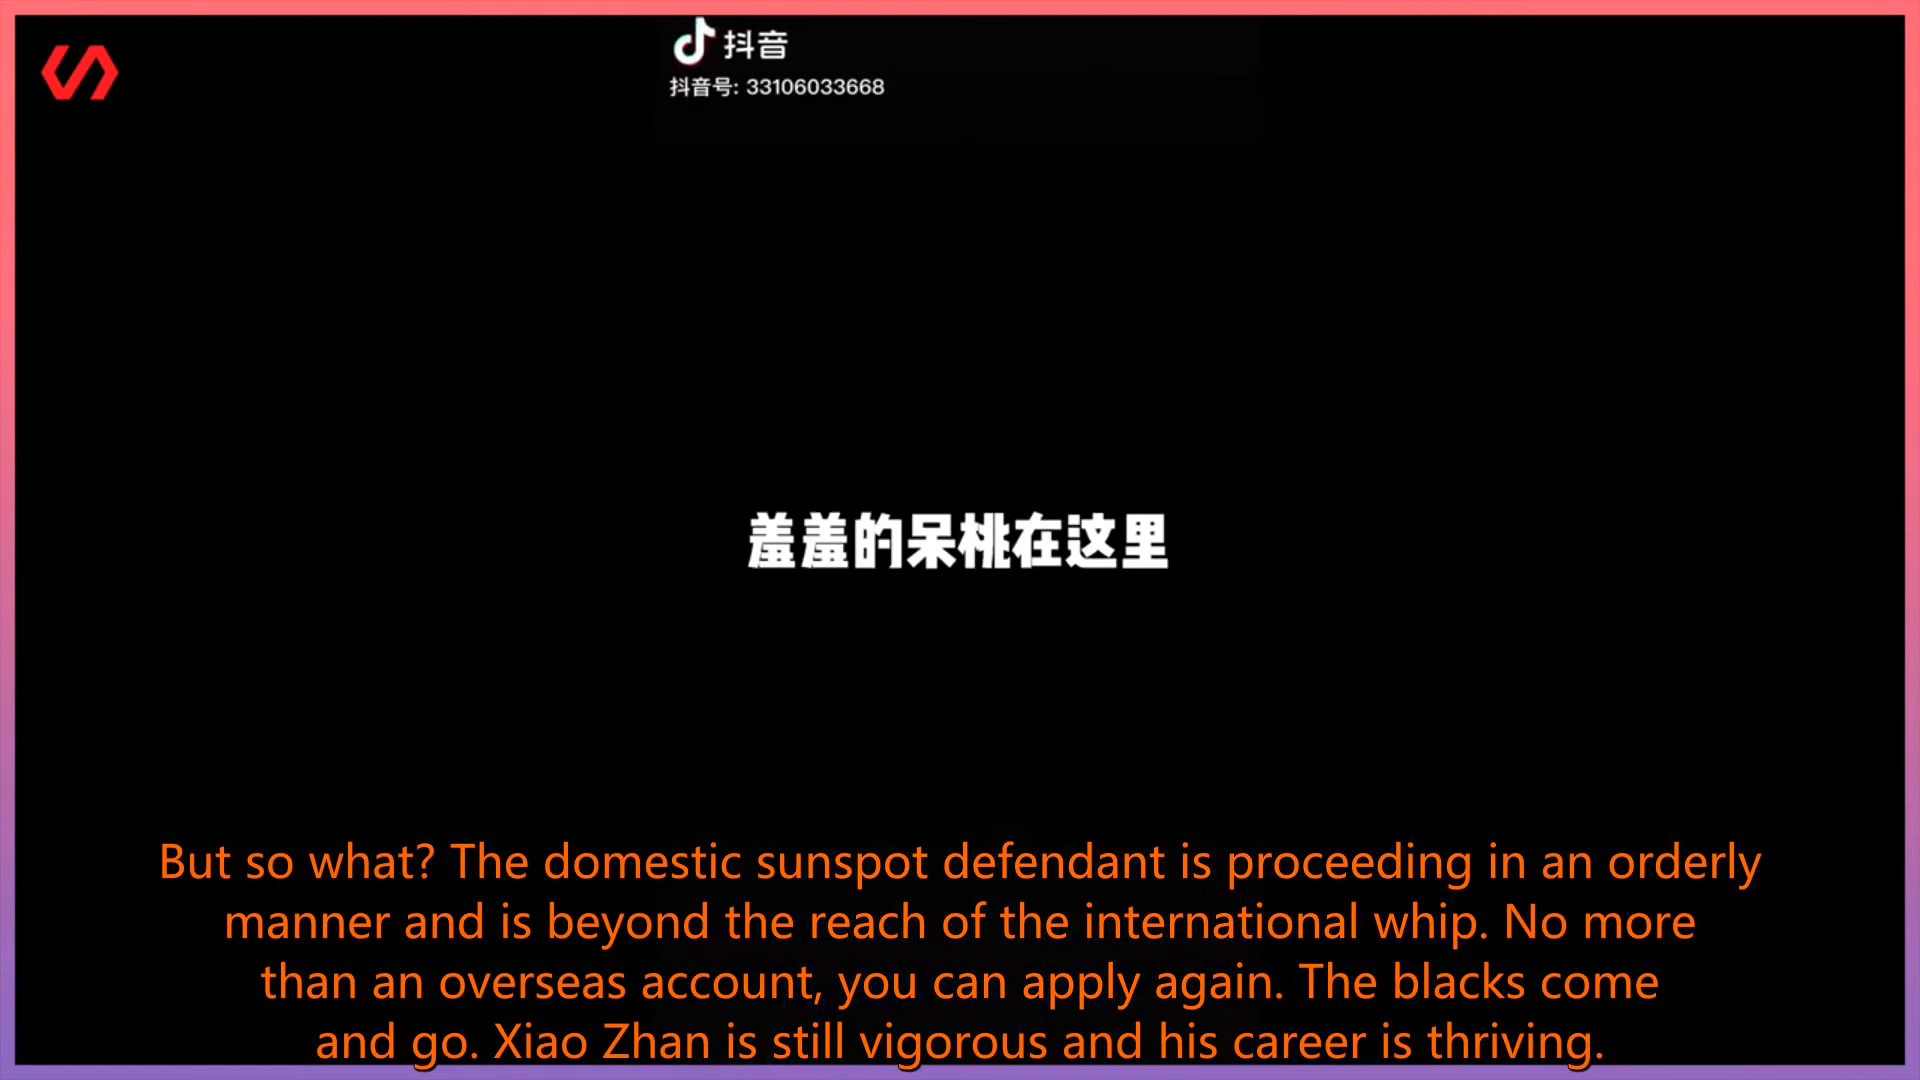 抖音
抖音号: 33106033668
羞羞的呆桃在这里
But so what? The domestic sunspot defendant is proceeding in an orderly
manner and is beyond the reach of the international whip. No more
than an overseas account, you can apply again. The blacks come
and go. Xiao Zhan is still vigorous and his career is thriving.